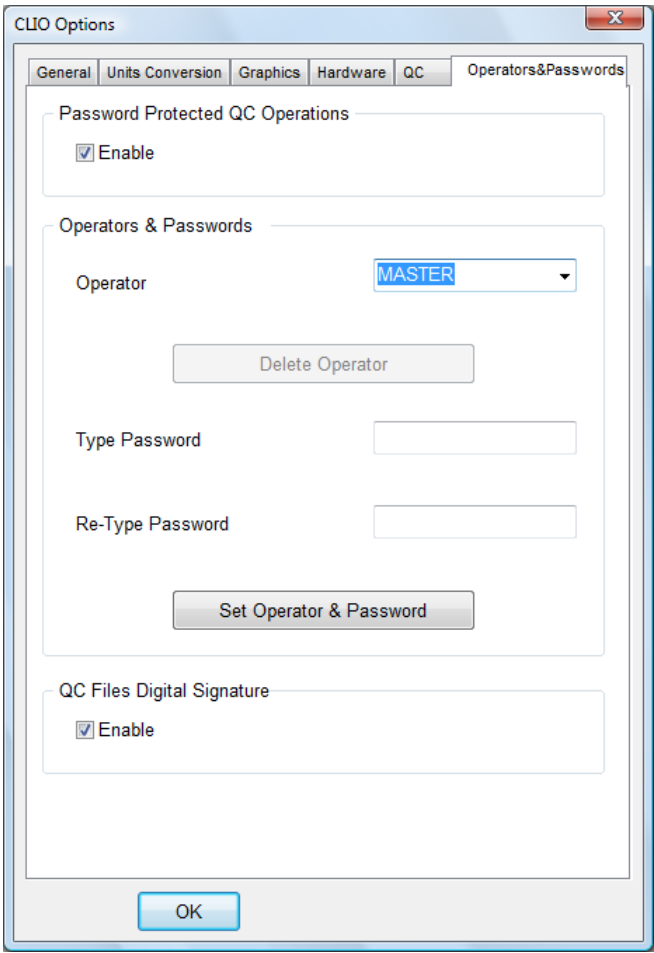 CLIO Options
General Units Conversion Graphics Hardware QC Operators&Passwords
Password Protected QC Operations
Enable
Operators & Passwords
Operator MASTER
Delete Operator
Type Password
Re-Type Password
Set Operator & Password
QC Files Digital Signature
Enable
OK